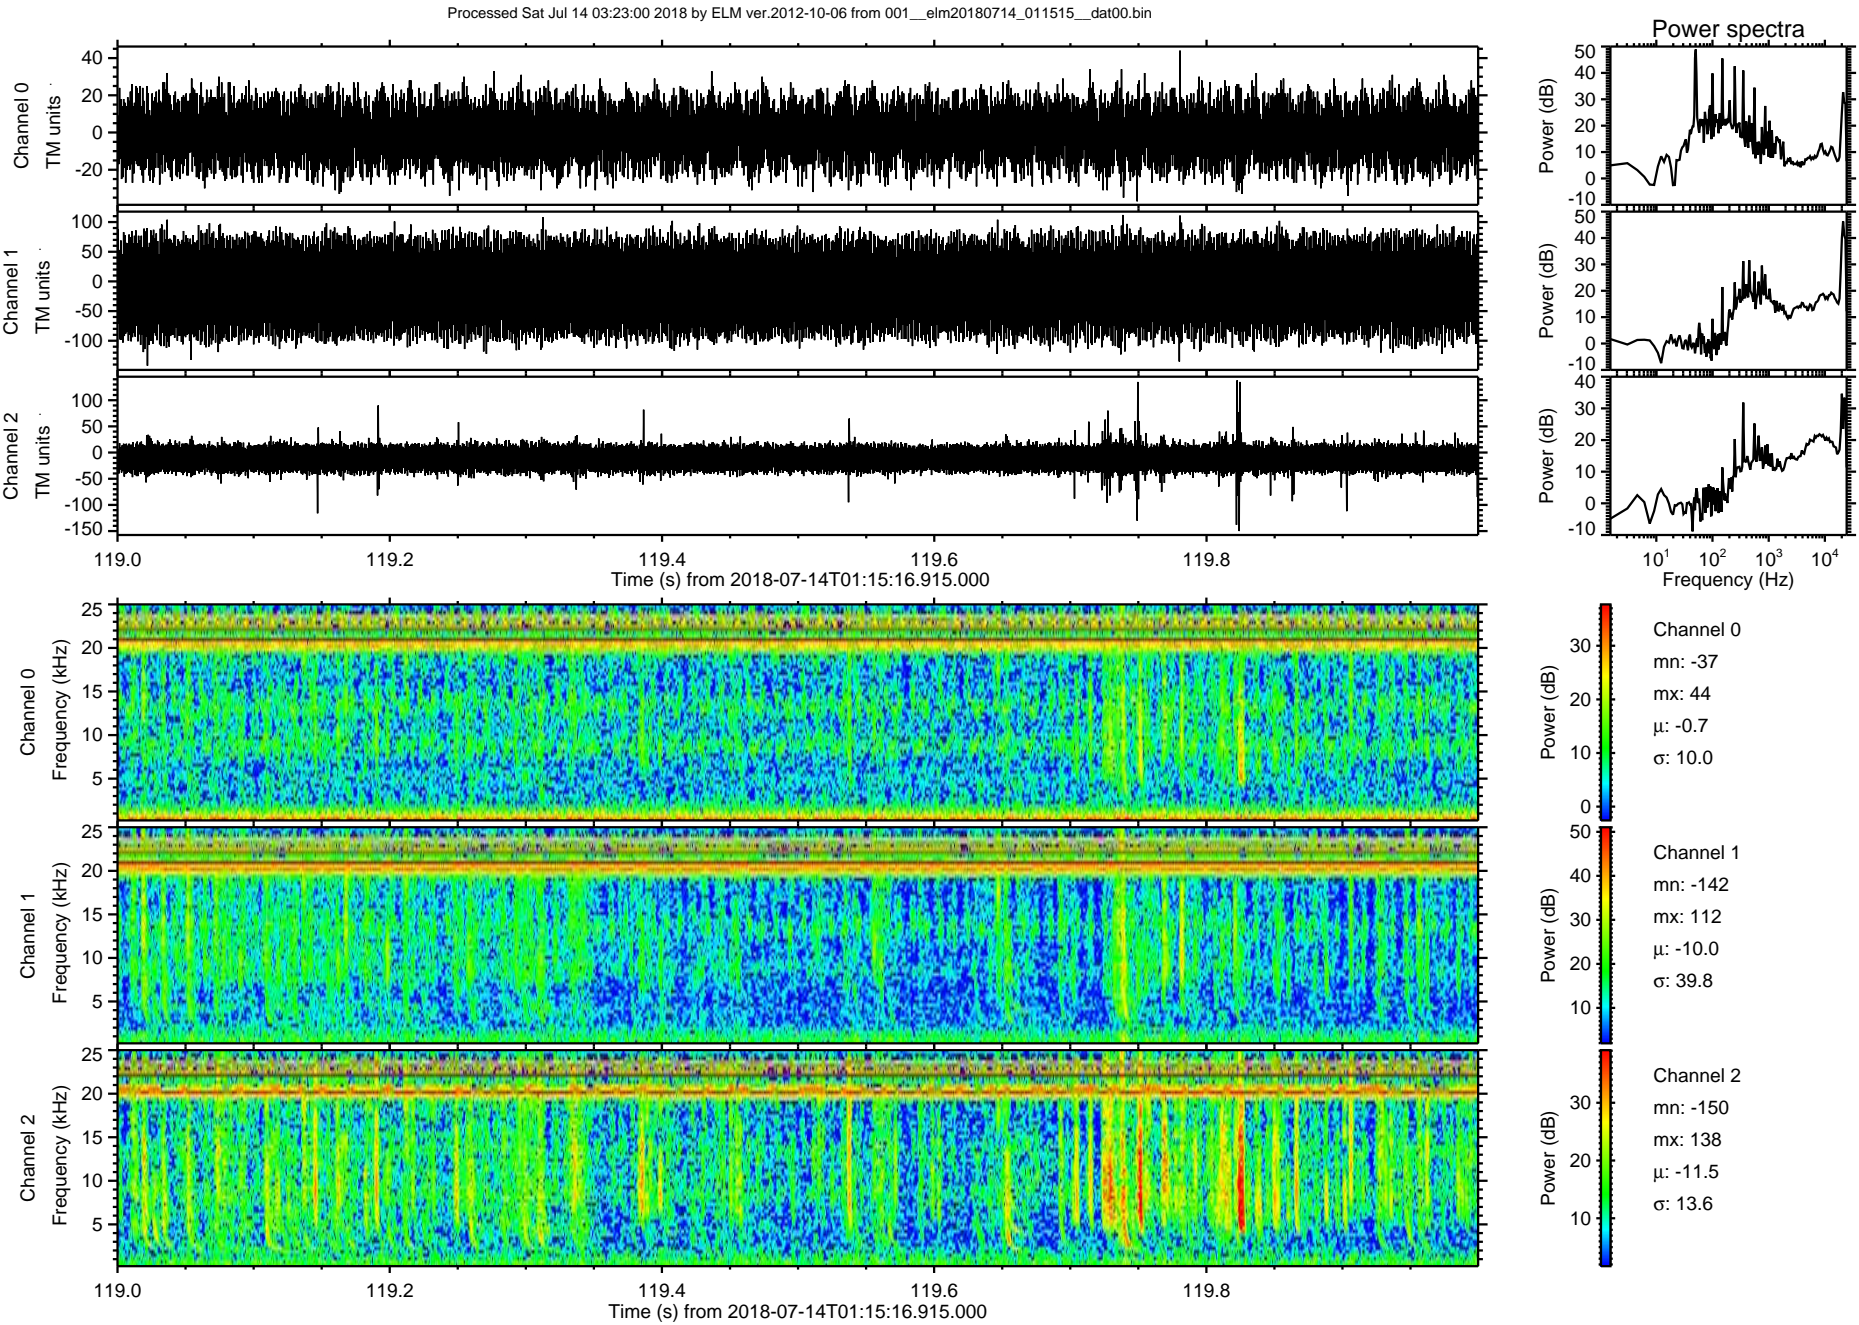 Processed Sat Jul 14 03:23:00 2018 by ELM ver.2012-10-06 from 001__elm20180714_011515__dat00.bin
Power spectra
Channel 0
TM units
40
20
0
-20
Power (dB)
50
40
30
20
10
0
-10
Channel 1
TM units
100
50
0
-50
-100
Power (dB)
50
40
30
20
10
0
-10
Channel 2
TM units
100
50
0
-50
-100
-150
Power (dB)
40
30
20
10
0
-10
119.0 119.2 119.4 119.6 119.8
Time (s) from 2018-07-14T01:15:16.915.000
10^1 10^2 10^3 10^4
Frequency (Hz)
Channel 0
Frequency (kHz)
25
20
15
10
5
Power (dB)
30
20
10
0
Channel 0
mn: -37
mx: 44
µ: -0.7
σ: 10.0
Channel 1
Frequency (kHz)
25
20
15
10
5
Power (dB)
50
40
30
20
10
Channel 1
mn: -142
mx: 112
µ: -10.0
σ: 39.8
Channel 2
Frequency (kHz)
25
20
15
10
5
Power (dB)
30
20
10
Channel 2
mn: -150
mx: 138
µ: -11.5
σ: 13.6
119.0 119.2 119.4 119.6 119.8
Time (s) from 2018-07-14T01:15:16.915.000